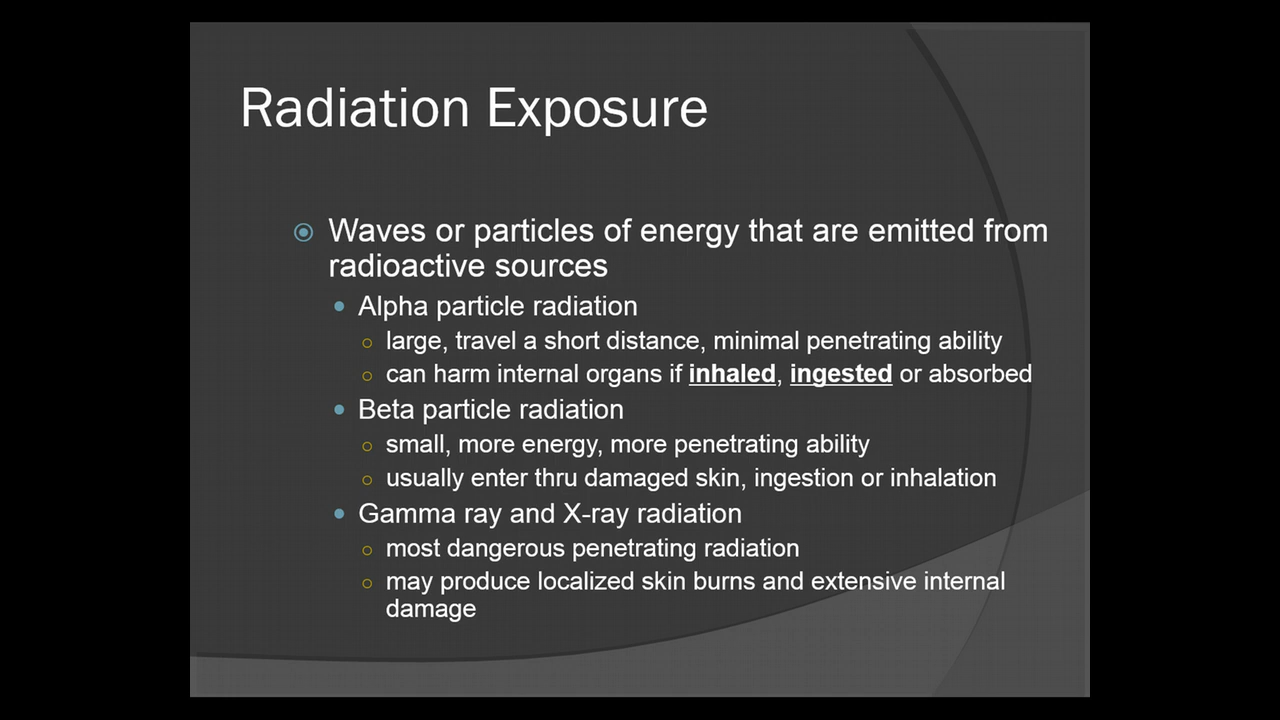 Radiation Exposure
Waves or particles of energy that are emitted from
radioactive sources
Alpha particle radiation
large, travel a short distance, minimal penetrating ability
can harm internal organs if inhaled, ingested or absorbed
Beta particle radiation
small, more energy, more penetrating ability
usually enter thru damaged skin, ingestion or inhalation
Gamma ray and X-ray radiation
most dangerous penetrating radiation
may produce localized skin burns and extensive internal
damage